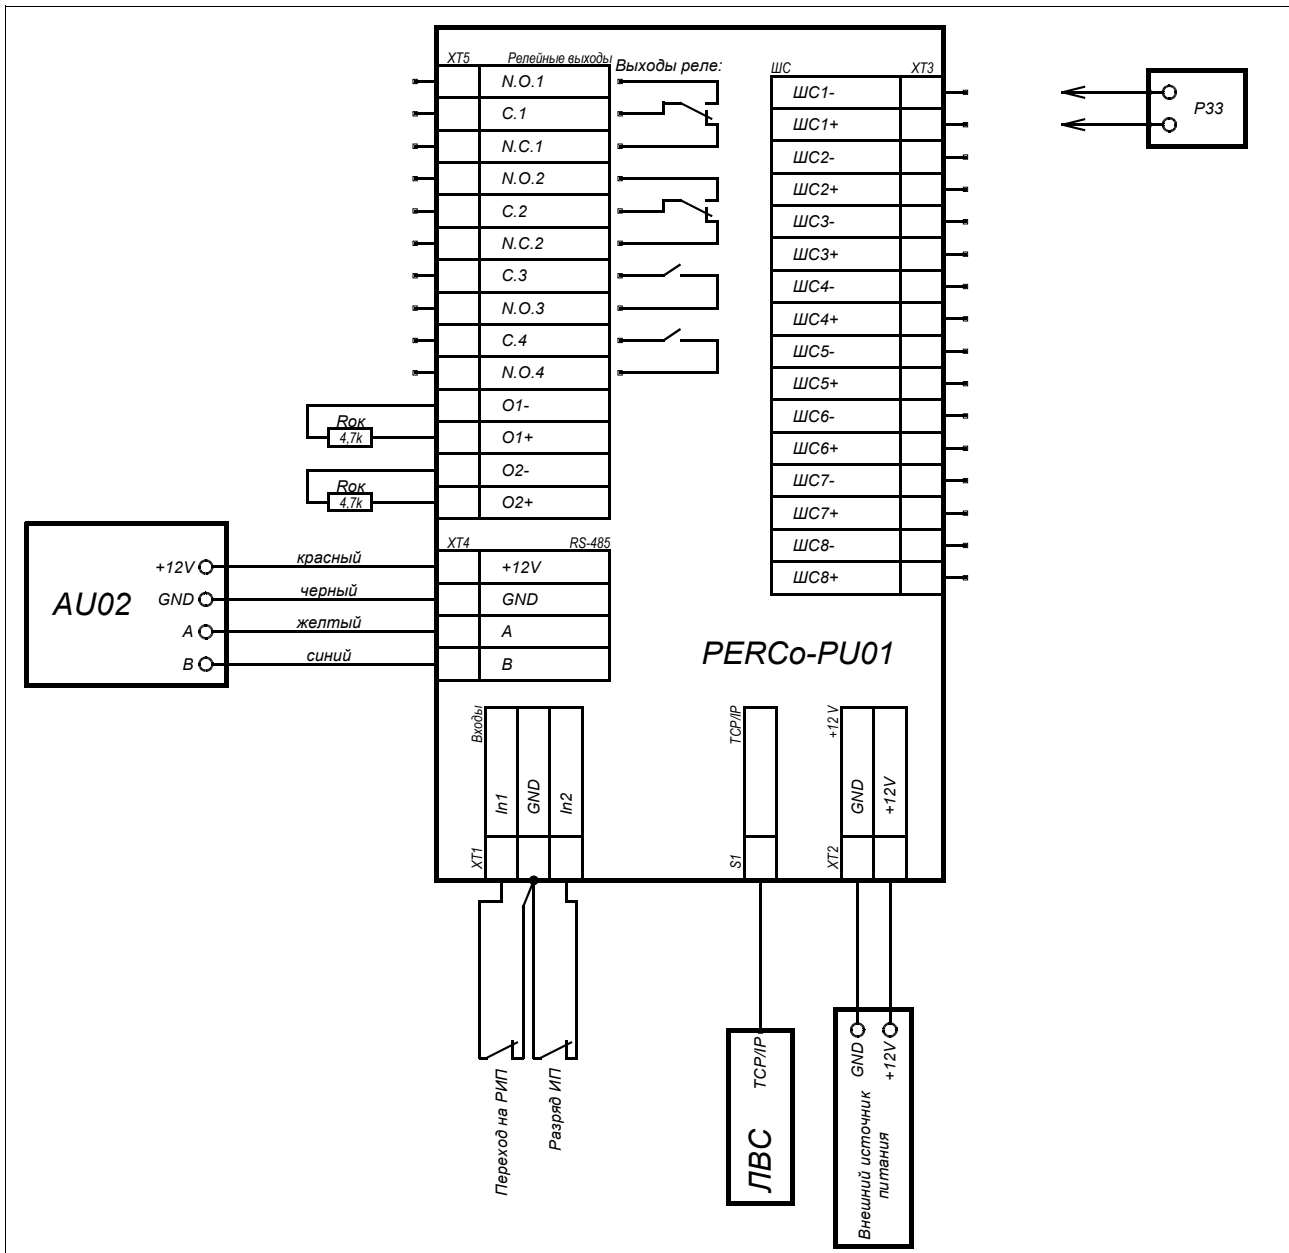 XT5 Релейные выходы
N.O.1
C.1
N.C.1
N.O.2
C.2
N.C.2
C.3
N.O.3
C.4
N.O.4
O1-
O1+
O2-
O2+
Rок
4,7k
Rок
4,7k
Выходы реле:
ШС XT3
ШС1-
ШС1+
ШС2-
ШС2+
ШС3-
ШС3+
ШС4-
ШС4+
ШС5-
ШС5+
ШС6-
ШС6+
ШС7-
ШС7+
ШС8-
ШС8+
P33
AU02
+12V
GND
A
B
красный
черный
желтый
синий
XT4 RS-485
+12V
GND
A
B
PERCo-PU01
Входы
In1
GND
In2
XT1
TCP/IP
S1
+12 V
GND
+12V
XT2
Переход на РИП
Разряд ИП
TCP/IP
ЛВС
GND
+12V
Внешний источник
питания